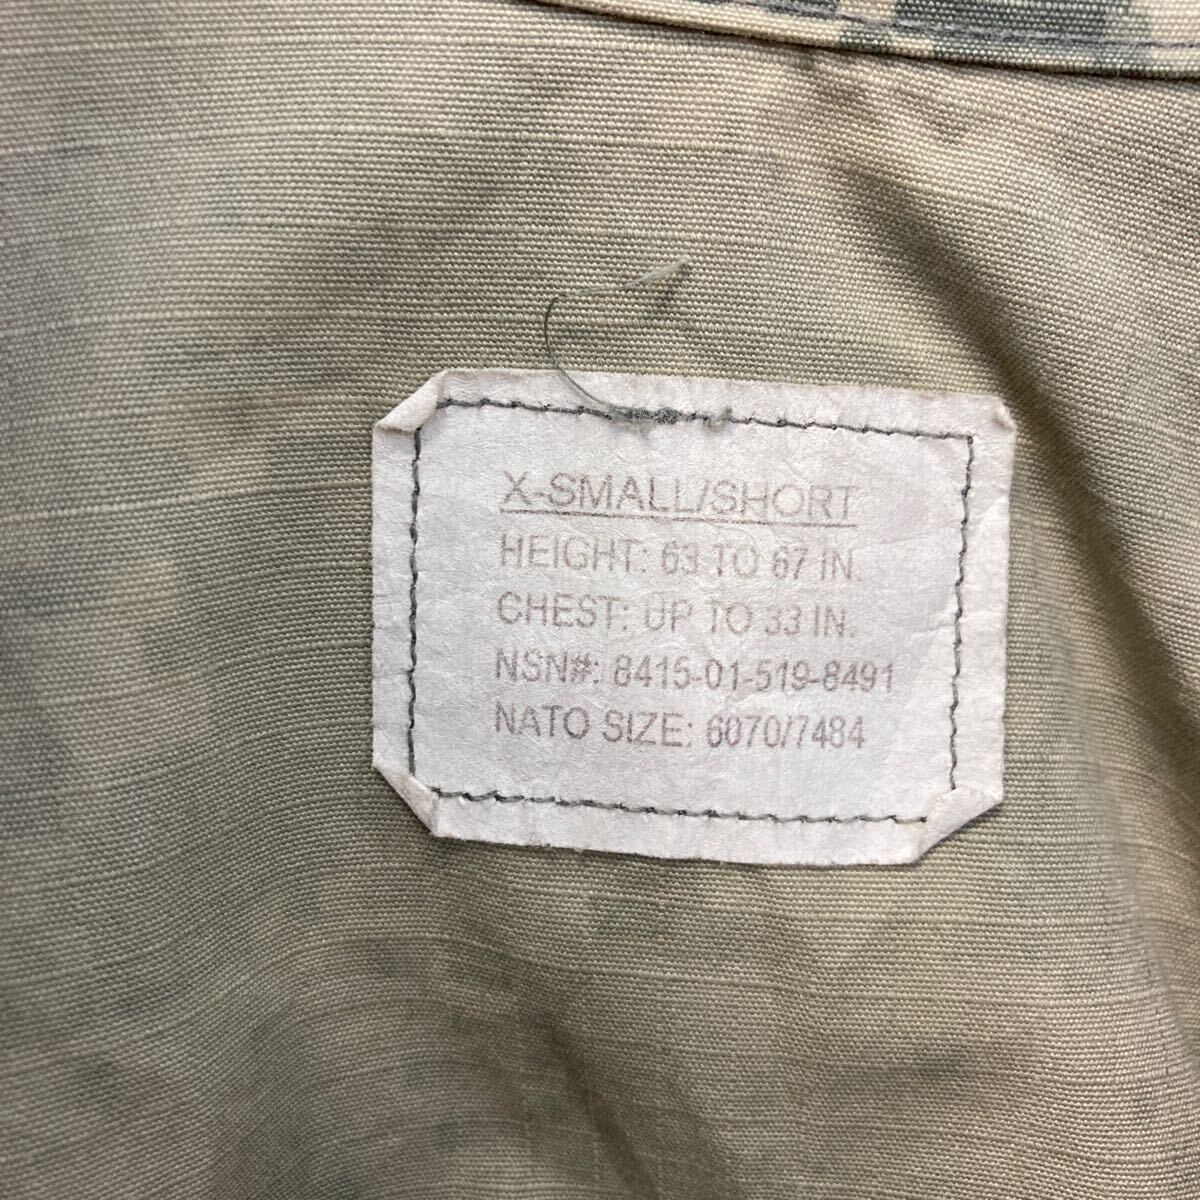 X-SMALL/SHORT
HEIGHT: 63 TO 67 IN.
CHEST: UP TO 33 IN.
NSN#: 8415-01-519-8491
NATO SIZE: 6070/7484